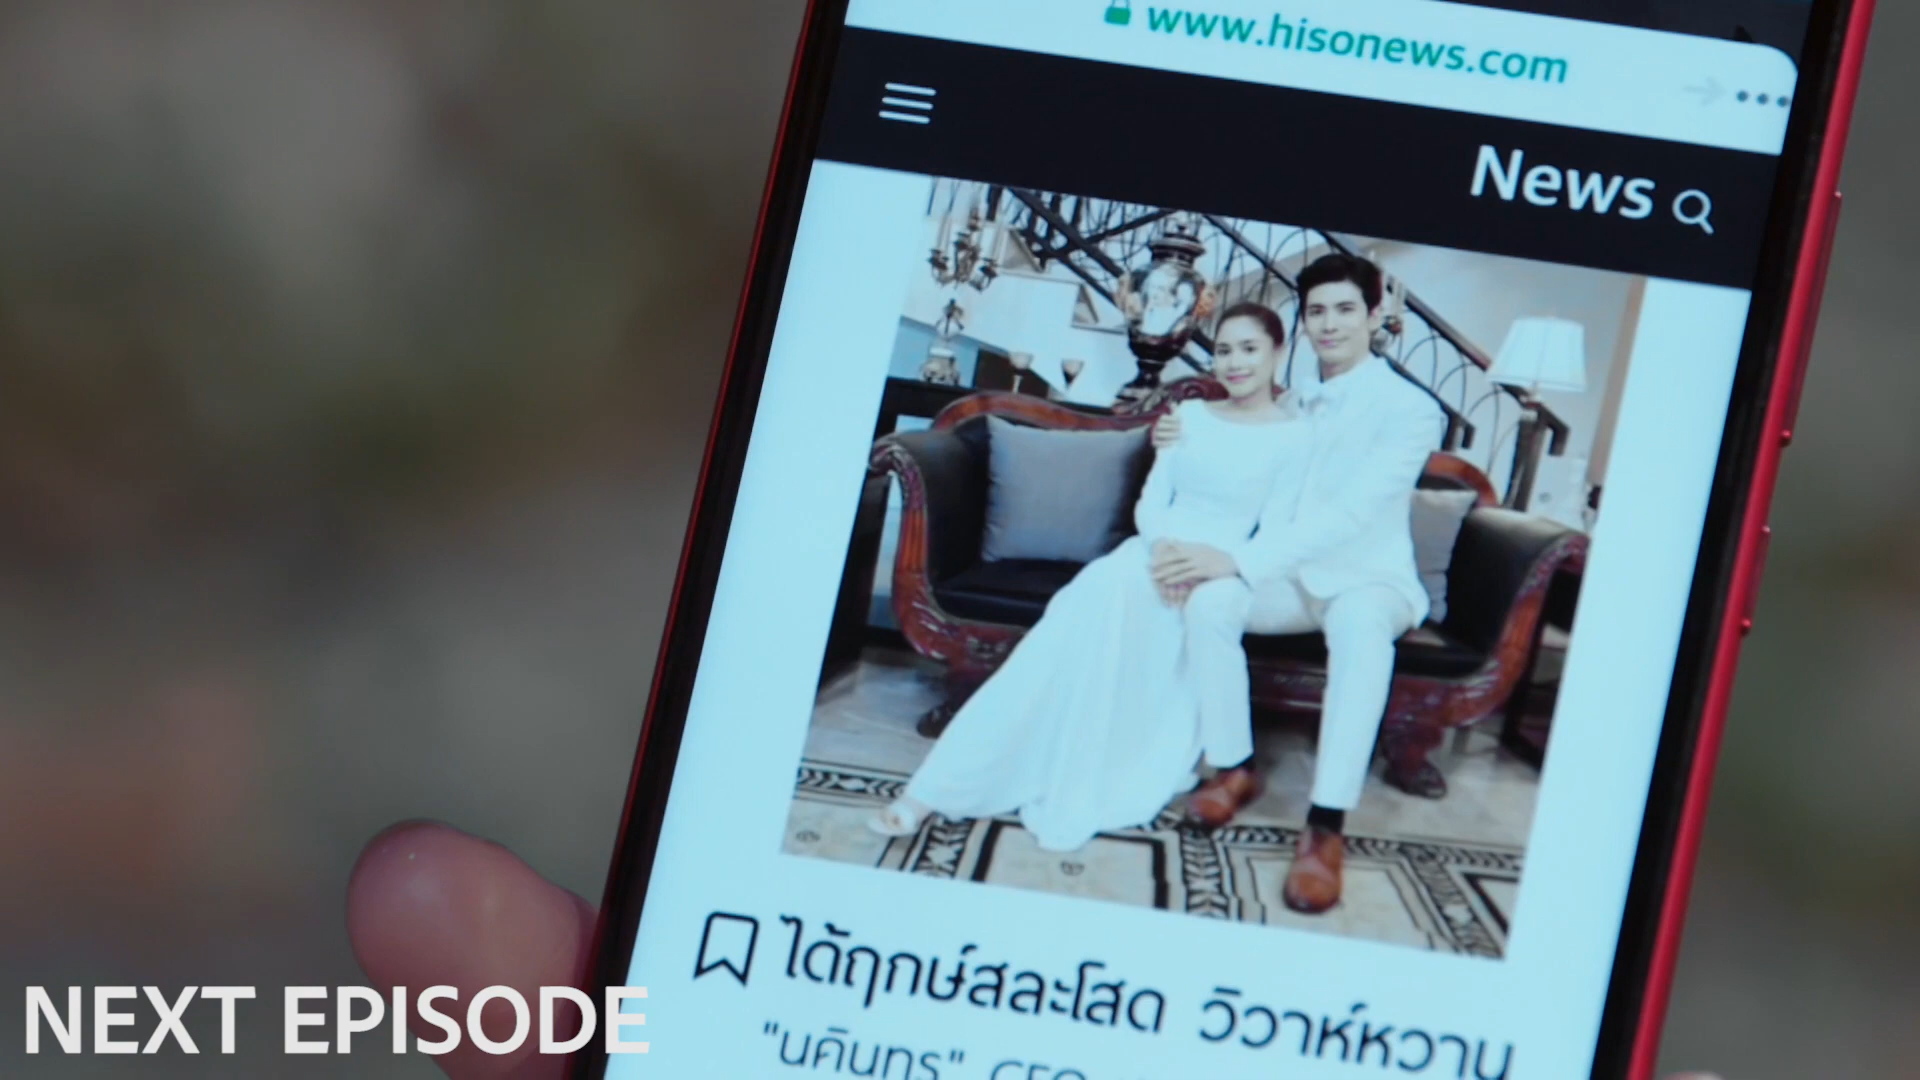 www.hisonews.com
News
ได้ฤกษ์สละโสด วิวาห์หวาน
"นคินทร" CEO
NEXT EPISODE